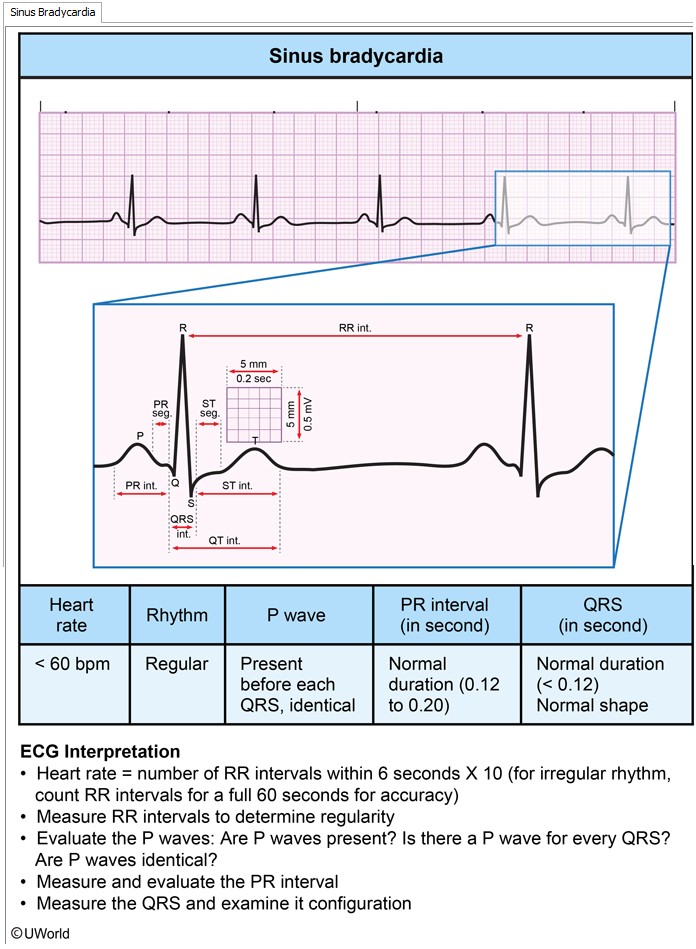 Sinus Bradycardia
Sinus bradycardia
R
RR int.
R
5 mm
0.2 sec
PR
seg.
ST
seg.
5 mm
0.5 mV
P
T
Q
PR int.
ST int.
S
QRS
int.
QT int.
Heart
rate
Rhythm
P wave
PR interval
(in second)
QRS
(in second)
< 60 bpm
Regular
Present
before each
QRS, identical
Normal
duration (0.12
to 0.20)
Normal duration
(< 0.12)
Normal shape
ECG Interpretation
• Heart rate = number of RR intervals within 6 seconds X 10 (for irregular rhythm,
count RR intervals for a full 60 seconds for accuracy)
• Measure RR intervals to determine regularity
• Evaluate the P waves: Are P waves present? Is there a P wave for every QRS?
Are P waves identical?
• Measure and evaluate the PR interval
• Measure the QRS and examine it configuration
©UWorld